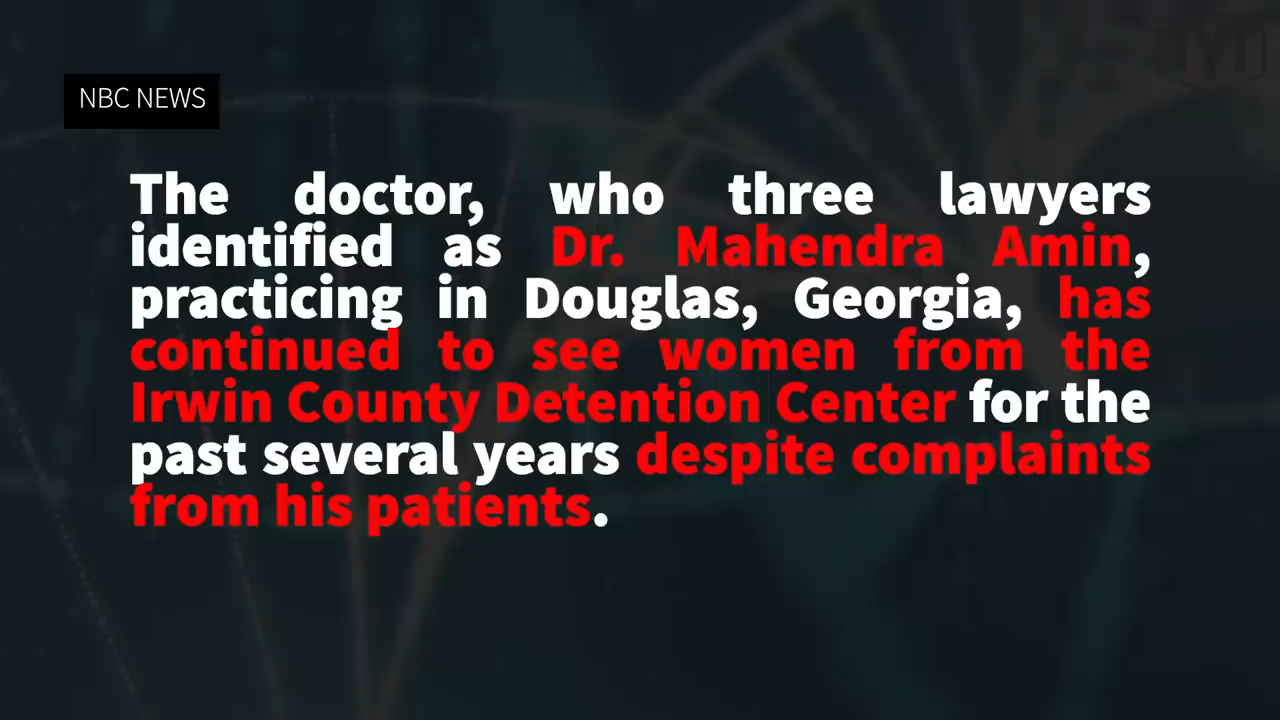 TYT
NBC NEWS
The doctor, who three lawyers
identified as Dr. Mahendra Amin,
practicing in Douglas, Georgia, has
continued to see women from the
Irwin County Detention Center for the
past several years despite complaints
from his patients.